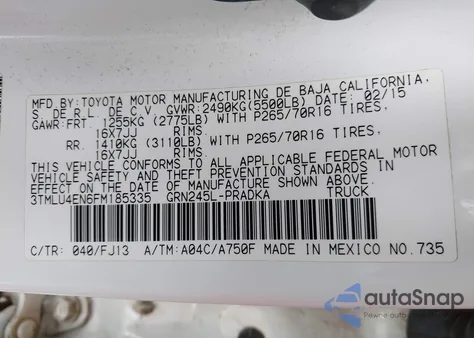 MFD.BY:TOYOTA MOTOR MANUFACTURING DE BAJA CALIFORNIA,
S DE R.L. DE C.V. GVWR:2490KG(5500LB) DATE: 02/15
GAWR:FRT. 1255KG (2775LB) WITH P265/70R16 TIRES,
16X7JJ RIMS
RR. 1410KG (3110LB) WITH P265/70R16 TIRES,
16X7JJ RIMS
THIS VEHICLE CONFORMS TO ALL APPLICABLE FEDERAL MOTOR
VEHICLE SAFETY AND THEFT PREVENTION STANDARDS IN
EFFECT ON THE DATE OF MANUFACTURE SHOWN ABOVE.
3TMLU4EN6FM185335 GRN245L-PRADKA TRUCK
C/TR: 040/FJ13 A/TM:A04C/A750F MADE IN MEXICO NO.735
autoSnap
Pewne auto